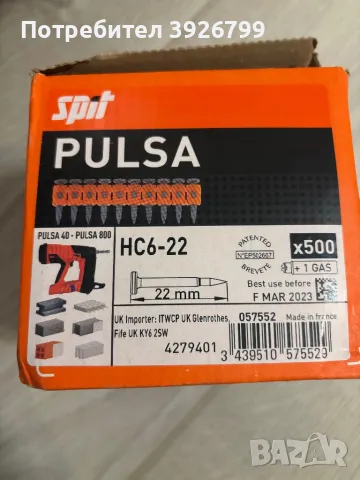 Потребител 3926799
Spit
PULSA
PULSA 40 - PULSA 800
HC6-22
PATENTED
N°EP502607
BREVETE
x500
+ 1 GAS
22 mm
Best use before
F MAR 2023
UK Importer: ITWCP UK Glenrothes,
Fife UK KY6 2SW
057552
Made in france
4279401
3 439510 575529
BAZAR